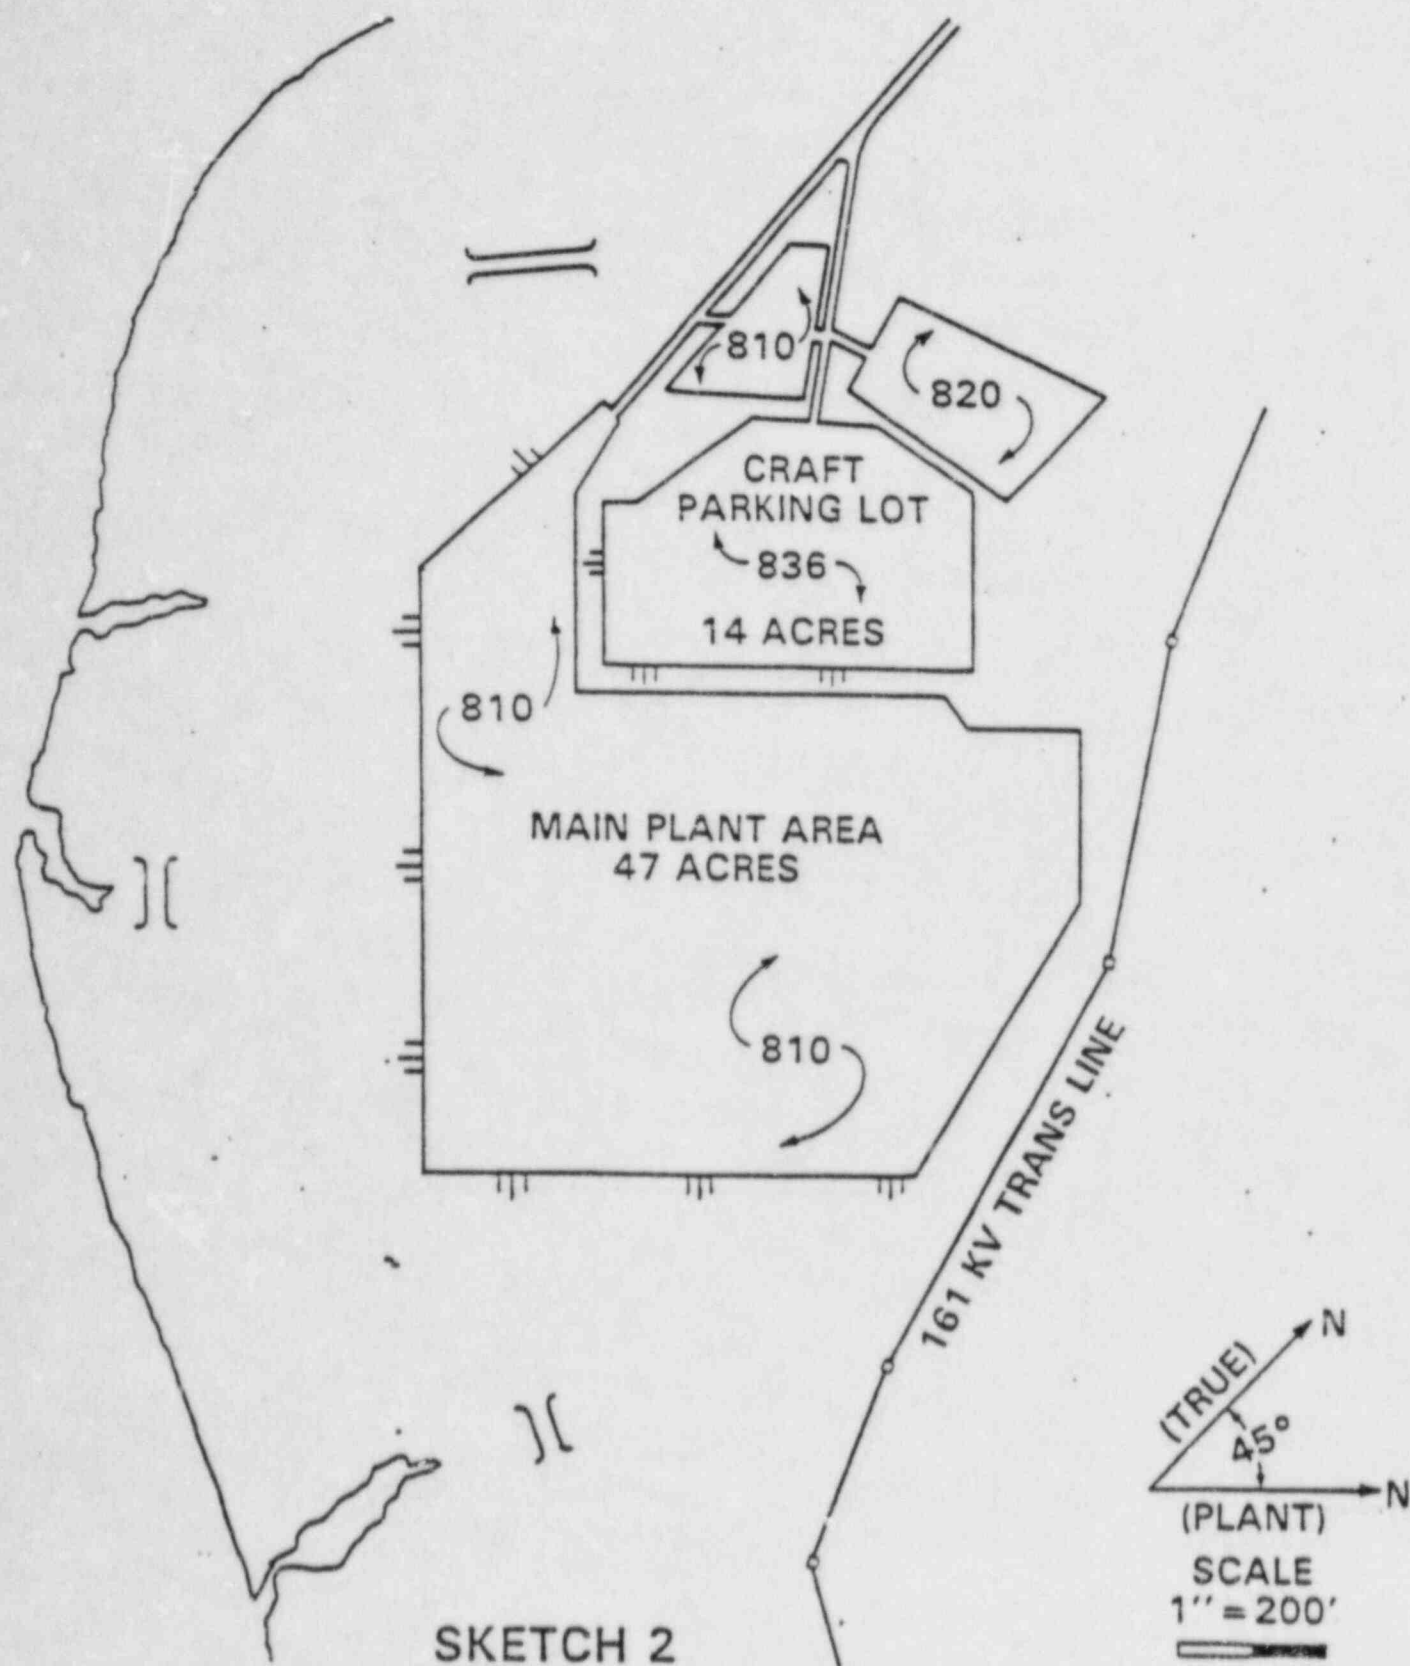 810
820
CRAFT
PARKING LOT
836
14 ACRES
810
MAIN PLANT AREA
47 ACRES
810
161 KV TRANS LINE
N
(TRUE)
45°
N
(PLANT)
SCALE
1" = 200'
SKETCH 2